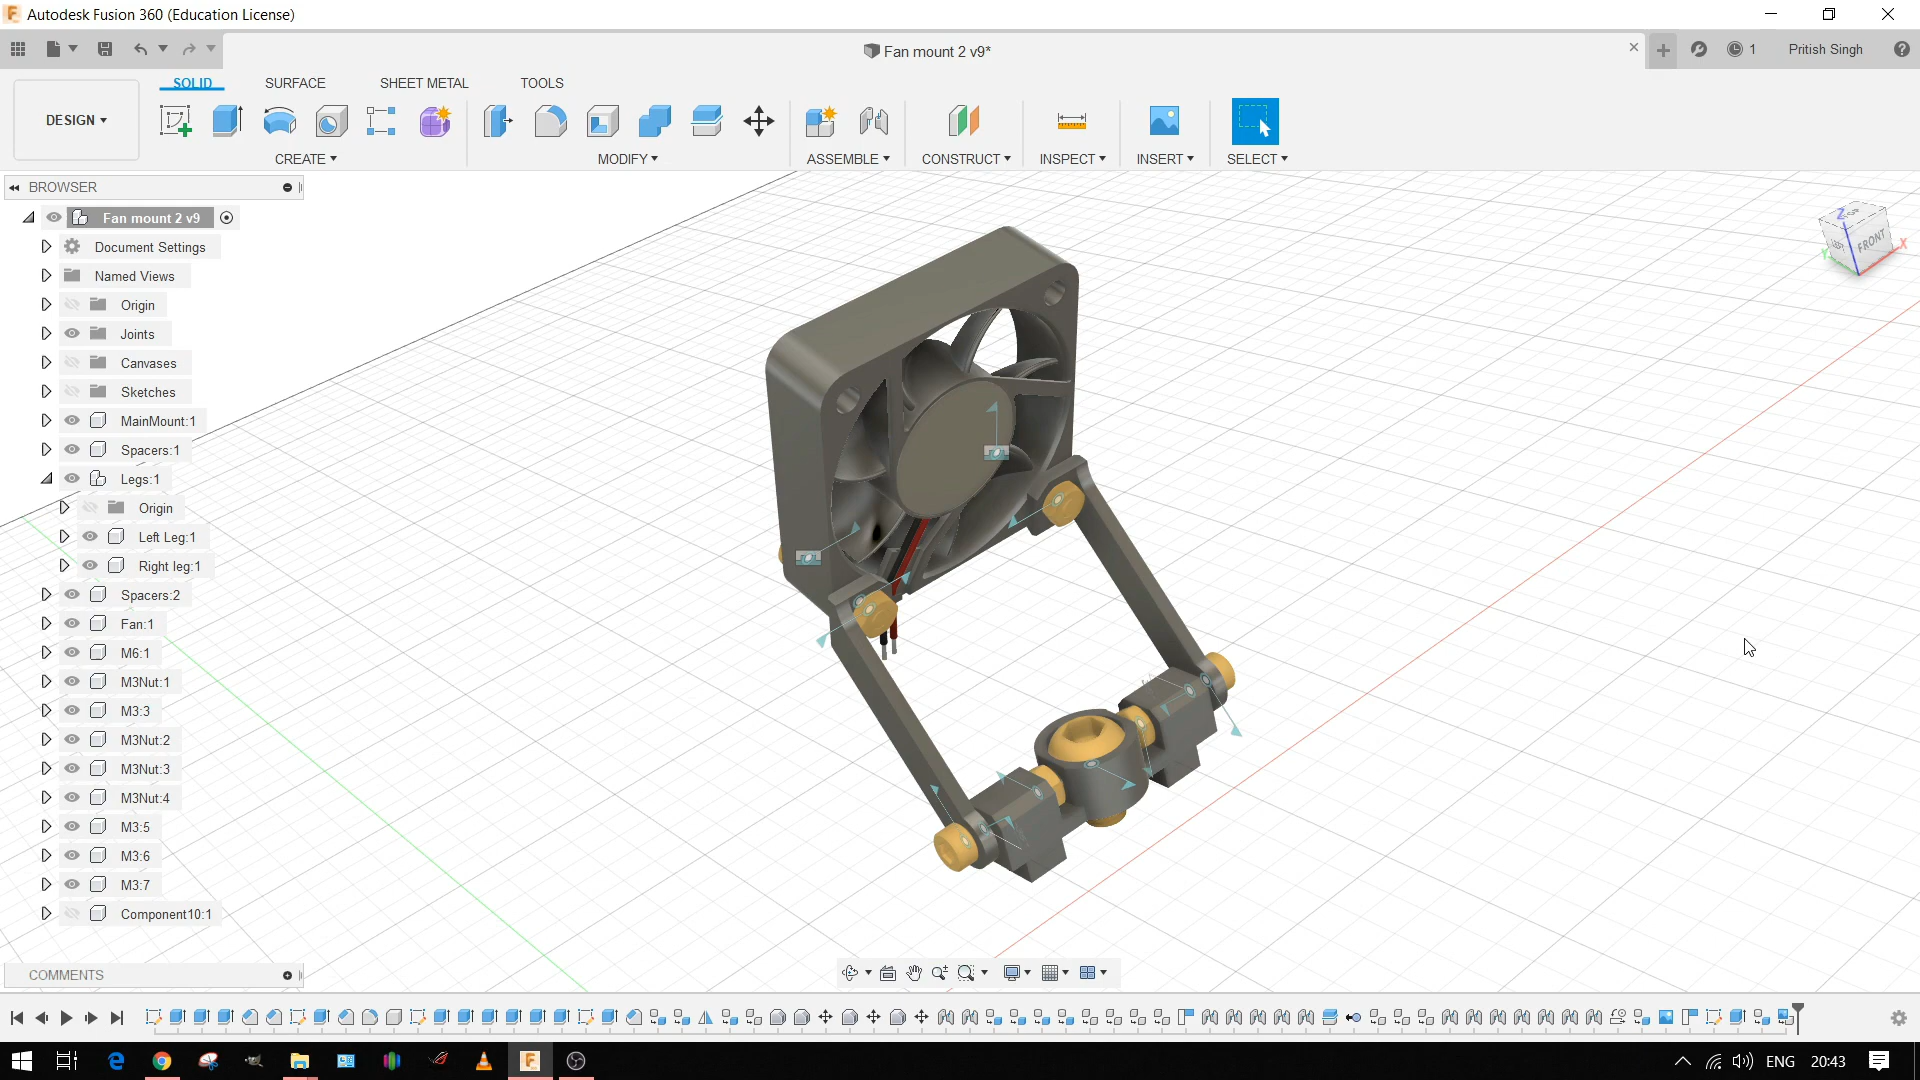 Autodesk Fusion 360 (Education License)
Fan mount 2 v9*
1
Pritish Singh
SOLID
SURFACE
SHEET METAL
TOOLS
DESIGN
CREATE
MODIFY
ASSEMBLE
CONSTRUCT
INSPECT
INSERT
SELECT
BROWSER
Fan mount 2 v9
Document Settings
Named Views
Origin
Joints
Canvases
Sketches
MainMount:1
Spacers:1
Legs:1
Origin
Left Leg:1
Right leg:1
Spacers:2
Fan:1
M6:1
M3Nut:1
M3:3
M3Nut:2
M3Nut:3
M3Nut:4
M3:5
M3:6
M3:7
Component10:1
Z
FRONT
X
Y
COMMENTS
ENG
20:43